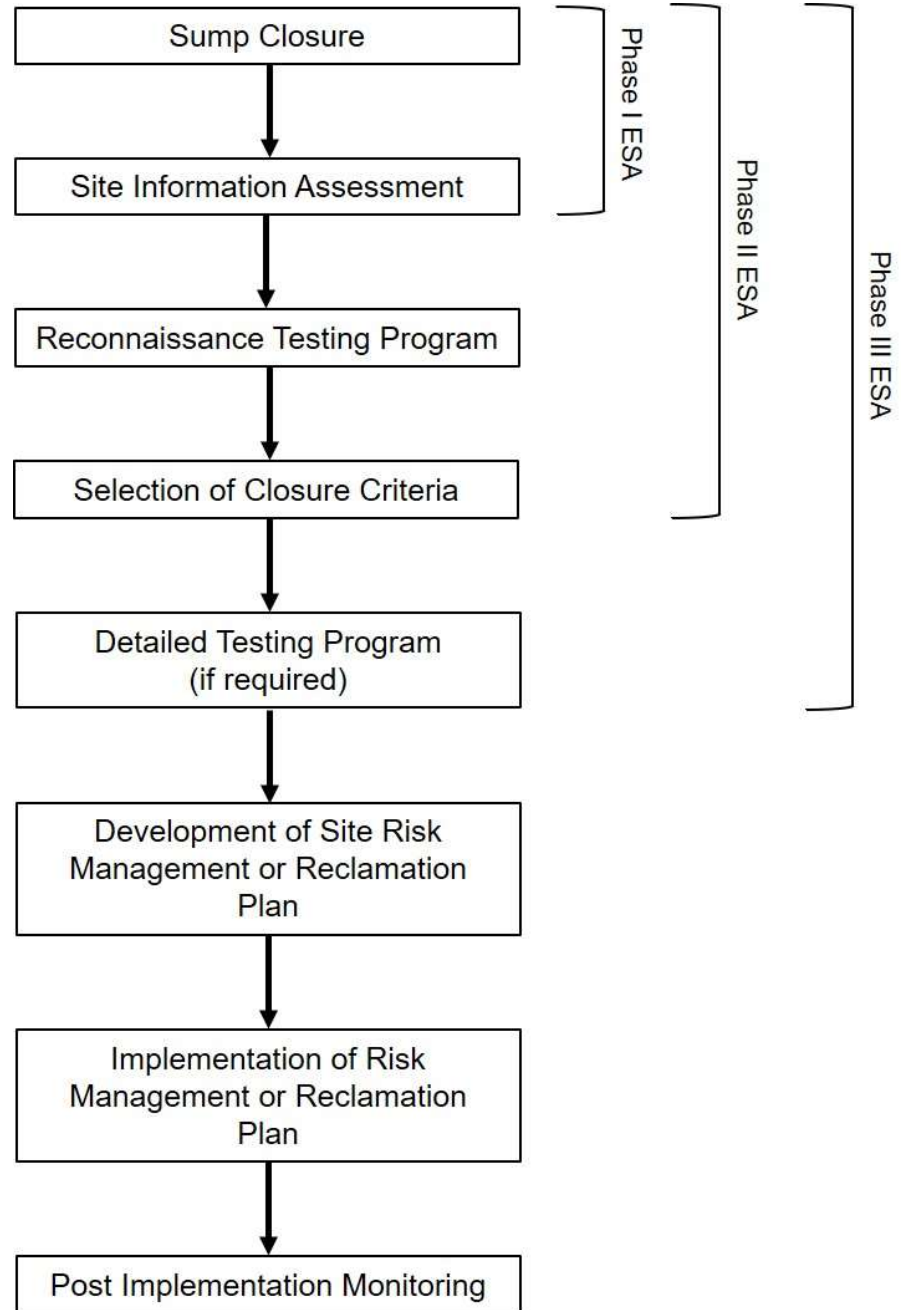 Sump Closure
Phase I ESA
Site Information Assessment
Phase II ESA
Reconnaissance Testing Program
Phase III ESA
Selection of Closure Criteria
Detailed Testing Program
(if required)
Development of Site Risk
Management or Reclamation
Plan
Implementation of Risk
Management or Reclamation
Plan
Post Implementation Monitoring